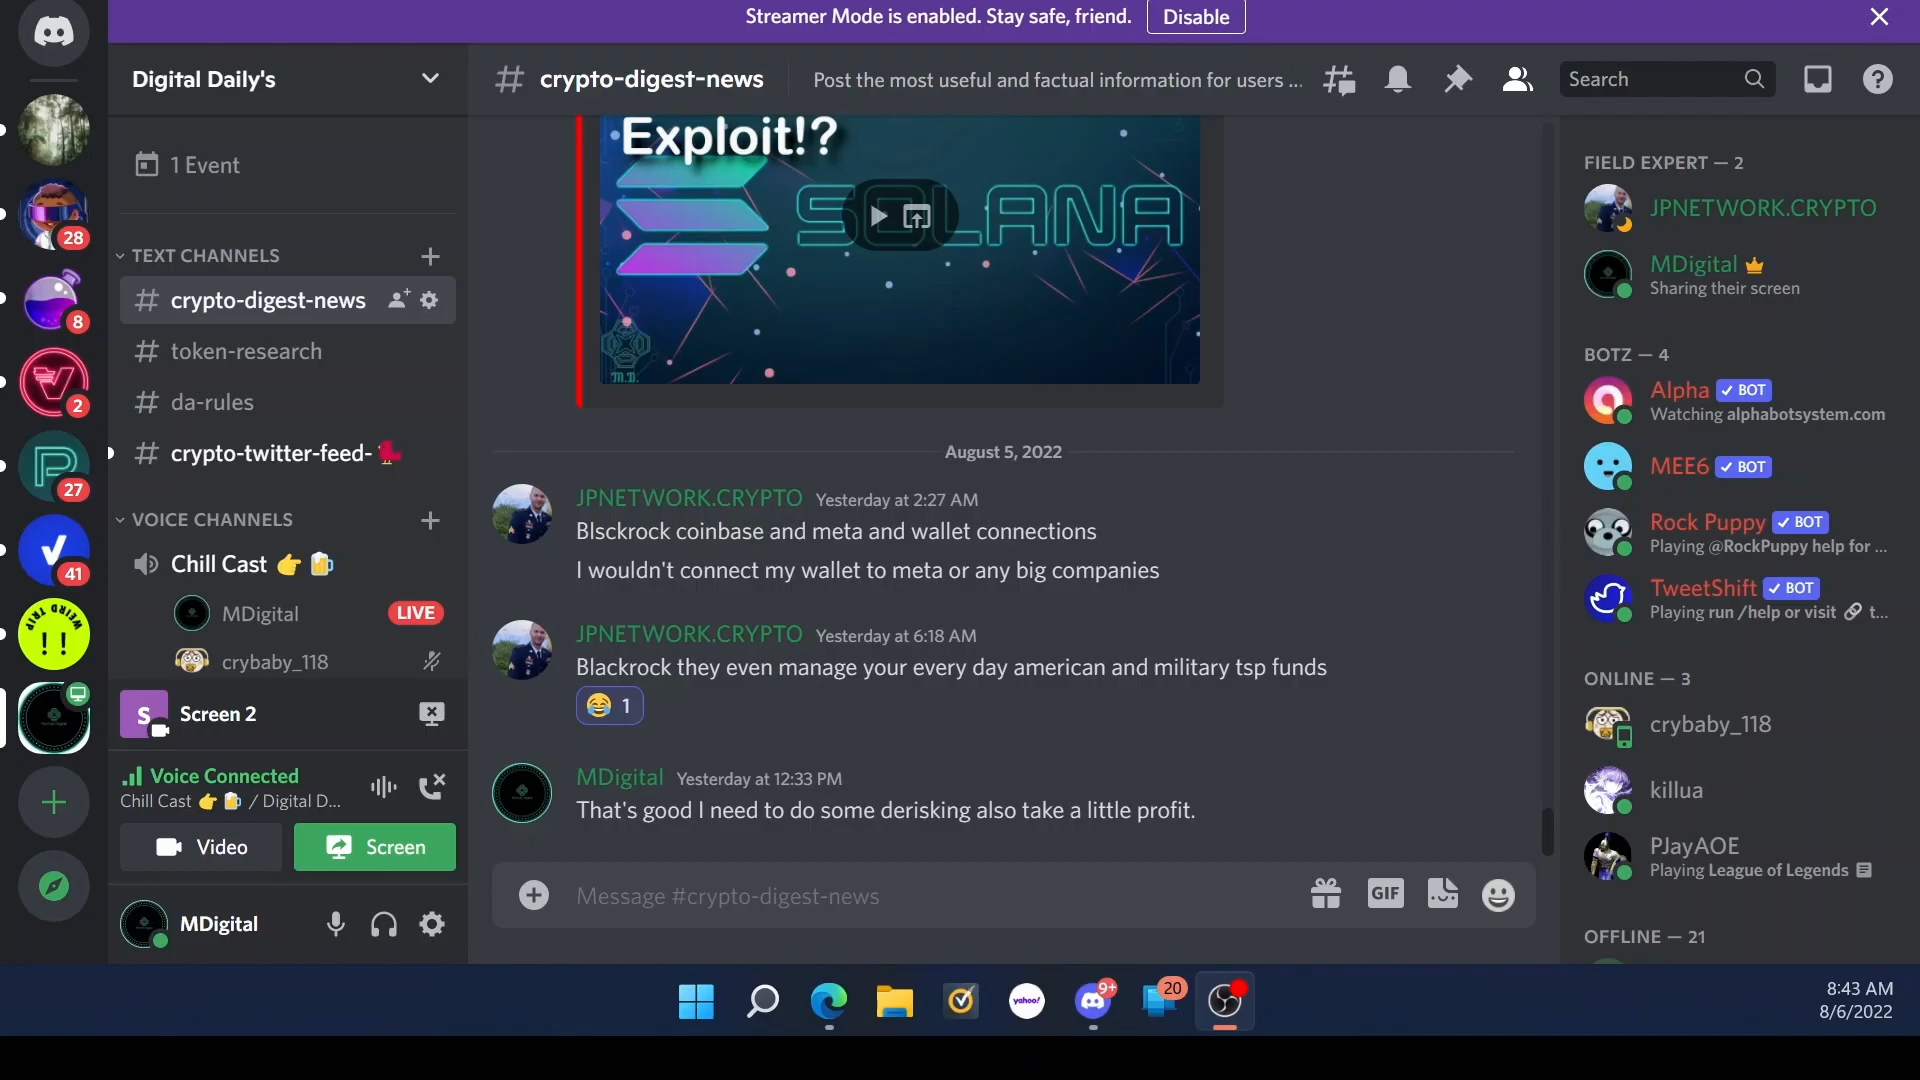 Streamer Mode is enabled. Stay safe, friend.
Disable
Digital Daily's
crypto-digest-news
Post the most useful and factual information for users ...
Search
1 Event
TEXT CHANNELS
crypto-digest-news
token-research
da-rules
crypto-twitter-feed-
VOICE CHANNELS
Chill Cast 👉 🍺
MDigital
LIVE
crybaby_118
S
Screen 2
Voice Connected
Chill Cast 👉 🍺 / Digital D...
Video
Screen
MDigital
28
8
2
27
41
WEIRD TRIP
!!
Exploit!?
SOLANA
M.D.
August 5, 2022
JPNETWORK.CRYPTO Yesterday at 2:27 AM
Blsckrock coinbase and meta and wallet connections
I wouldn't connect my wallet to meta or any big companies
JPNETWORK.CRYPTO Yesterday at 6:18 AM
Blackrock they even manage your every day american and military tsp funds
😂 1
MDigital Yesterday at 12:33 PM
That's good I need to do some derisking also take a little profit.
Message #crypto-digest-news
GIF
FIELD EXPERT — 2
JPNETWORK.CRYPTO
MDigital
Sharing their screen
BOTZ — 4
Alpha ✓ BOT
Watching alphabotsystem.com
MEE6 ✓ BOT
Rock Puppy ✓ BOT
Playing @RockPuppy help for ...
TweetShift ✓ BOT
Playing run /help or visit 🔗 t...
ONLINE — 3
crybaby_118
killua
PJayAOE
Playing League of Legends
OFFLINE — 21
yahoo!
9+
20
8:43 AM
8/6/2022